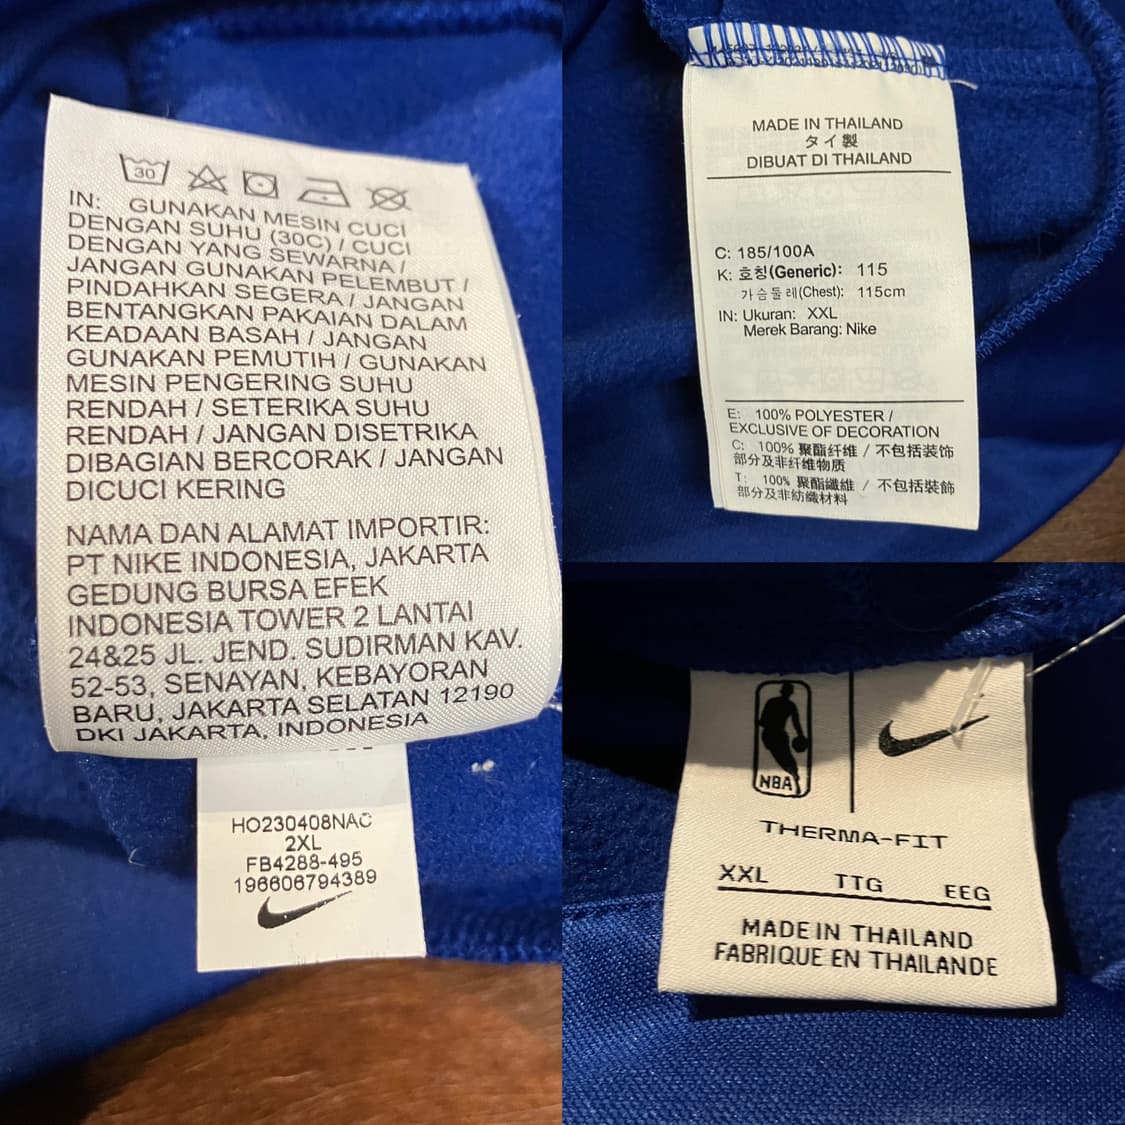 30
IN: GUNAKAN MESIN CUCI
DENGAN SUHU (30C) / CUCI
DENGAN YANG SEWARNA /
JANGAN GUNAKAN PELEMBUT /
PINDAHKAN SEGERA / JANGAN
BENTANGKAN PAKAIAN DALAM
KEADAAN BASAH / JANGAN
GUNAKAN PEMUTIH / GUNAKAN
MESIN PENGERING SUHU
RENDAH / SETERIKA SUHU
RENDAH / JANGAN DISETRIKA
DIBAGIAN BERCORAK / JANGAN
DICUCI KERING
NAMA DAN ALAMAT IMPORTIR:
PT NIKE INDONESIA, JAKARTA
GEDUNG BURSA EFEK
INDONESIA TOWER 2 LANTAI
24&25 JL. JEND. SUDIRMAN KAV.
52-53, SENAYAN, KEBAYORAN
BARU, JAKARTA SELATAN 12190
DKI JAKARTA, INDONESIA
HO230408NAC
2XL
FB4288-495
196606794389
MADE IN THAILAND
タイ製
DIBUAT DI THAILAND
C: 185/100A
K: 호칭(Generic): 115
가슴둘레(Chest): 115cm
IN: Ukuran: XXL
Merek Barang: Nike
E: 100% POLYESTER /
EXCLUSIVE OF DECORATION
C: 100% 聚酯纤维 / 不包括装饰
部分及非纤维物质
T: 100% 聚酯纖維 / 不包括裝飾
部分及非紡織材料
NBA
THERMA-FIT
XXL TTG EEG
MADE IN THAILAND
FABRIQUE EN THAILANDE